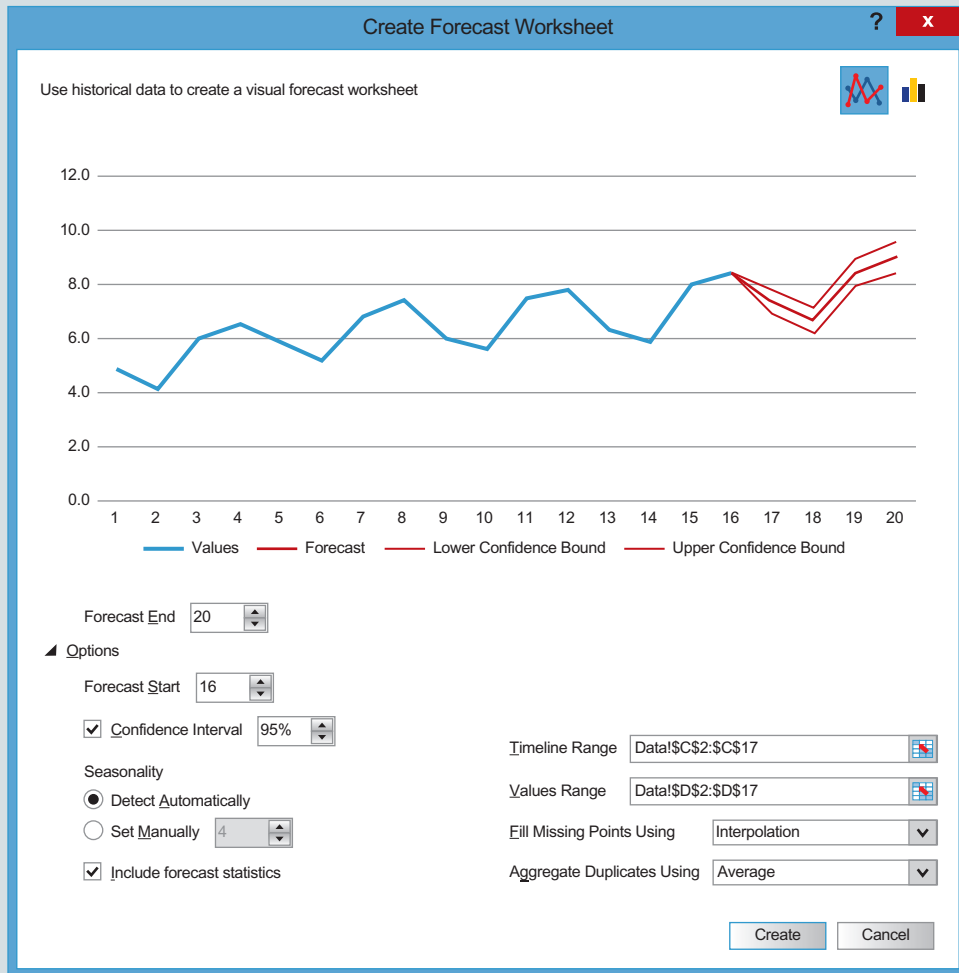 Create Forecast Worksheet
?
X
Use historical data to create a visual forecast worksheet
12.0
10.0
8.0
6.0
4.0
2.0
0.0
1 2 3 4 5 6 7 8 9 10 11 12 13 14 15 16 17 18 19 20
Values Forecast Lower Confidence Bound Upper Confidence Bound
Forecast End 20
Options
Forecast Start 16
Confidence Interval 95%
Seasonality
Detect Automatically
Set Manually 4
Include forecast statistics
Timeline Range Data!$C$2:$C$17
Values Range Data!$D$2:$D$17
Fill Missing Points Using Interpolation
Aggregate Duplicates Using Average
Create Cancel